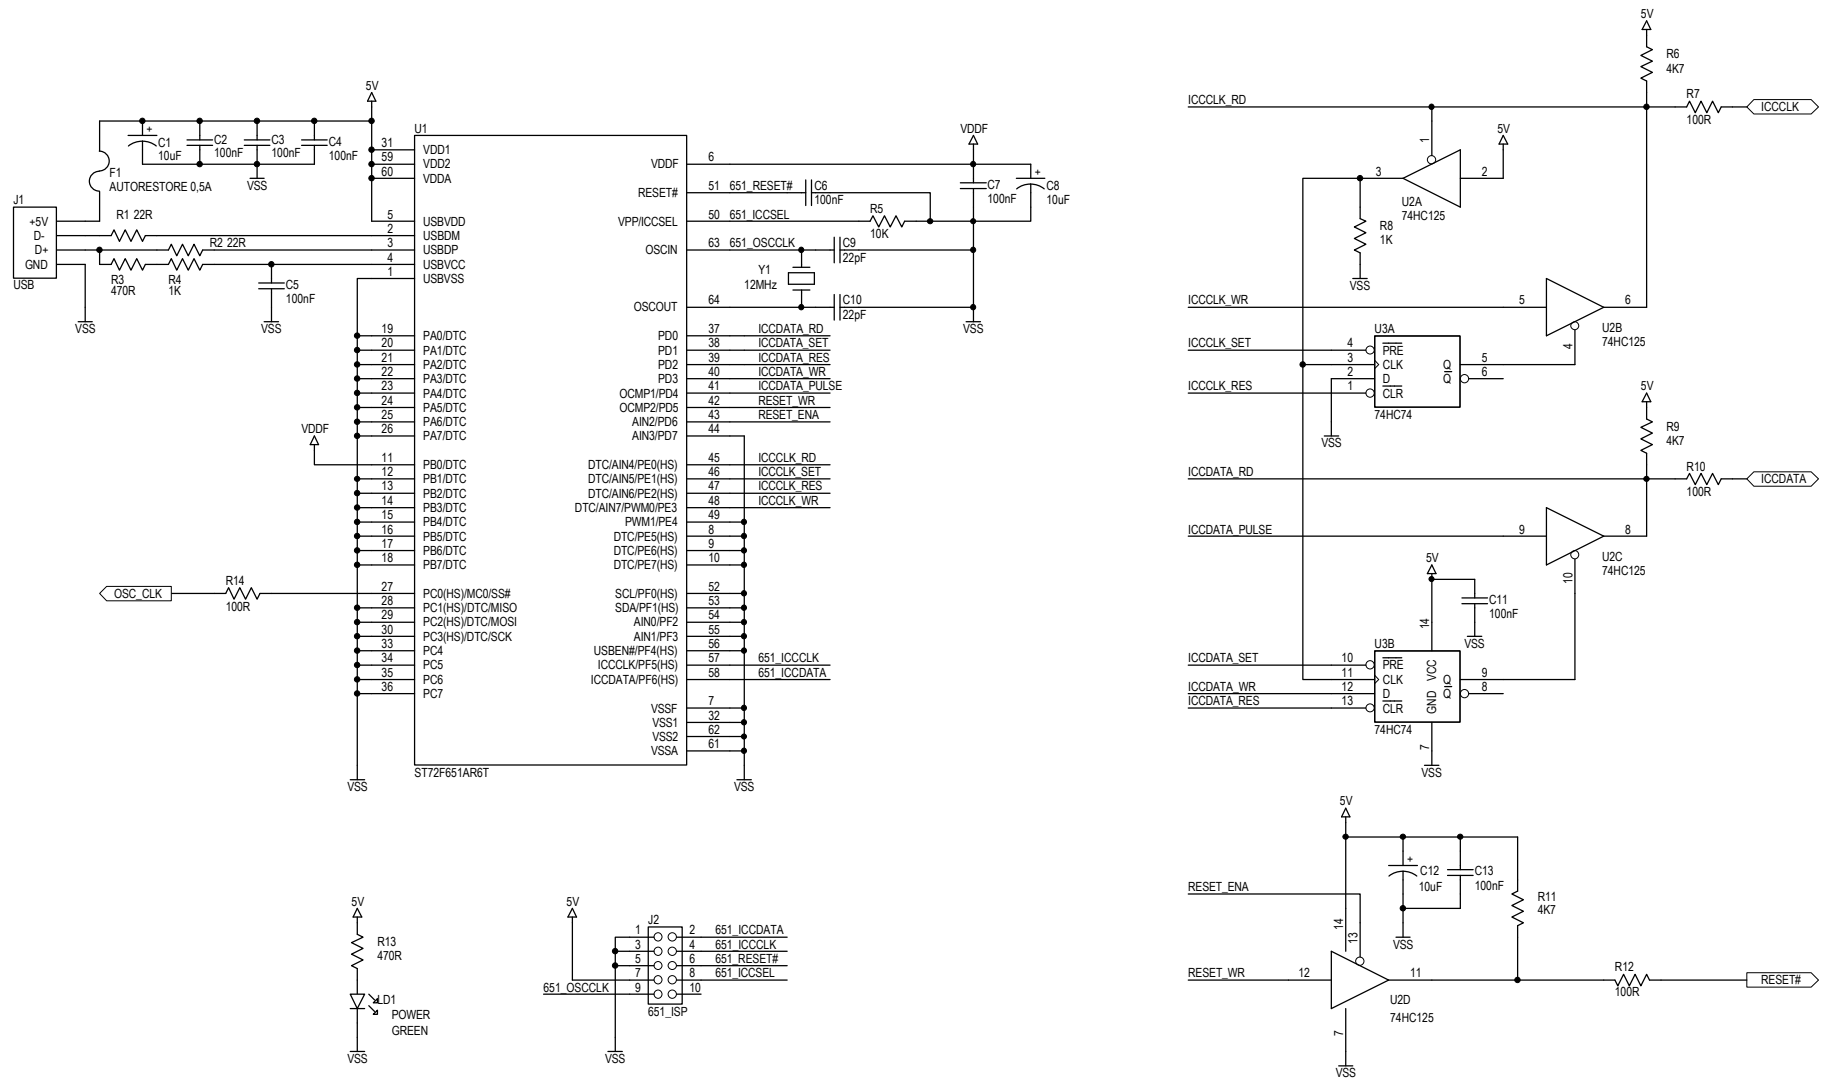 5V
C1
10uF
C2
100nF
C3
100nF
C4
100nF
VSS
F1
AUTORESTORE 0,5A
J1
+5V
D-
D+
GND
USB
R1 22R
R2 22R
R3
470R
R4
1K
C5
100nF
VSS
VSS
U1
31 VDD1
59 VDD2
60 VDDA
5 USBVDD
2 USBDM
3 USBDP
4 USBVCC
1 USBVSS
19 PA0/DTC
20 PA1/DTC
21 PA2/DTC
22 PA3/DTC
23 PA4/DTC
24 PA5/DTC
25 PA6/DTC
26 PA7/DTC
VDDF
11 PB0/DTC
12 PB1/DTC
13 PB2/DTC
14 PB3/DTC
15 PB4/DTC
16 PB5/DTC
17 PB6/DTC
18 PB7/DTC
OSC_CLK
R14
100R
27 PC0(HS)/MC0/SS#
28 PC1(HS)/DTC/MISO
29 PC2(HS)/DTC/MOSI
30 PC3(HS)/DTC/SCK
33 PC4
34 PC5
35 PC6
36 PC7
VSS
ST72F651AR6T
VDDF 6
RESET# 51 651_RESET#
VPP/ICCSEL 50 651_ICCSEL
OSCIN 63 651_OSCCLK
OSCOUT 64
PD0 37 ICCDATA_RD
PD1 38 ICCDATA_SET
PD2 39 ICCDATA_RES
PD3 40 ICCDATA_WR
OCMP1/PD4 41 ICCDATA_PULSE
OCMP2/PD5 42 RESET_WR
AIN2/PD6 43 RESET_ENA
AIN3/PD7 44
DTC/AIN4/PE0(HS) 45 ICCCLK_RD
DTC/AIN5/PE1(HS) 46 ICCCLK_SET
DTC/AIN6/PE2(HS) 47 ICCCLK_RES
DTC/AIN7/PWM0/PE3 48 ICCCLK_WR
PWM1/PE4 49
DTC/PE5(HS) 8
DTC/PE6(HS) 9
DTC/PE7(HS) 10
SCL/PF0(HS) 52
SDA/PF1(HS) 53
AIN0/PF2 54
AIN1/PF3 55
USBEN#/PF4(HS) 56
ICCCLK/PF5(HS) 57 651_ICCCLK
ICCDATA/PF6(HS) 58 651_ICCDATA
VSSF 7
VSS1 32
VSS2 62
VSSA 61
VSS
VDDF
C6
100nF
R5
10K
C7
100nF
C8
10uF
C9
22pF
Y1
12MHz
C10
22pF
VSS
5V
R13
470R
LD1
POWER
GREEN
VSS
5V
J2
1 2 651_ICCDATA
3 4 651_ICCCLK
5 6 651_RESET#
7 8 651_ICCSEL
651_OSCCLK 9 10
651_ISP
VSS
5V
R6
4K7
ICCCLK_RD
R7
100R
ICCCLK
1
5V
3 2
U2A
74HC125
R8
1K
VSS
ICCCLK_WR
5 6
U2B
74HC125
4
U3A
ICCCLK_SET
4 PRE
3 CLK
2 D
ICCCLK_RES
1 CLR
Q 5
Q 6
74HC74
VSS
5V
R9
4K7
ICCDATA_RD
R10
100R
ICCDATA
ICCDATA_PULSE
9 8
U2C
74HC125
10
5V
C11
100nF
VSS
14
U3B
ICCDATA_SET 10 PRE
11 CLK
ICCDATA_WR 12 D
ICCDATA_RES 13 CLR
VCC
GND
Q 9
Q 8
74HC74
7
VSS
5V
C12
10uF
C13
100nF
VSS
R11
4K7
RESET_ENA
14
13
RESET_WR 12 11
U2D
74HC125
7
VSS
R12
100R
RESET#